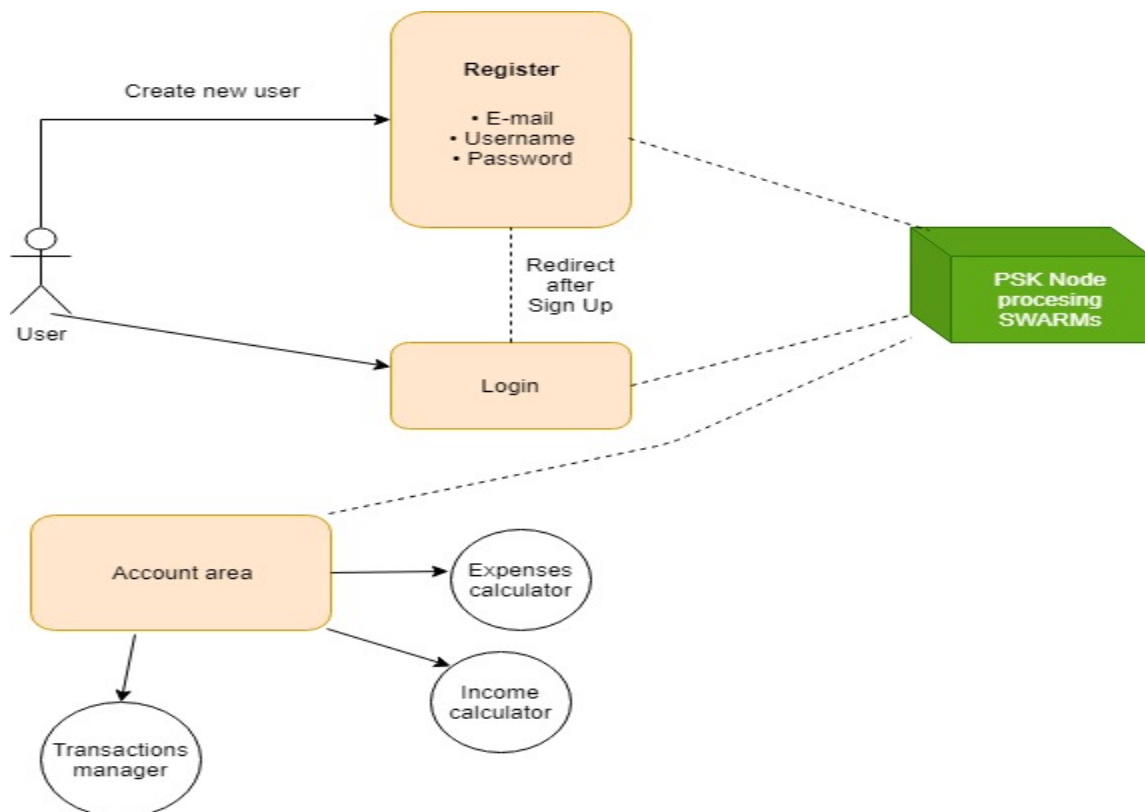 Register
• E-mail
• Username
• Password
Create new user
Redirect
after
Sign Up
PSK Node
procesing
SWARMs
User
Login
Account area
Expenses
calculator
Income
calculator
Transactions
manager